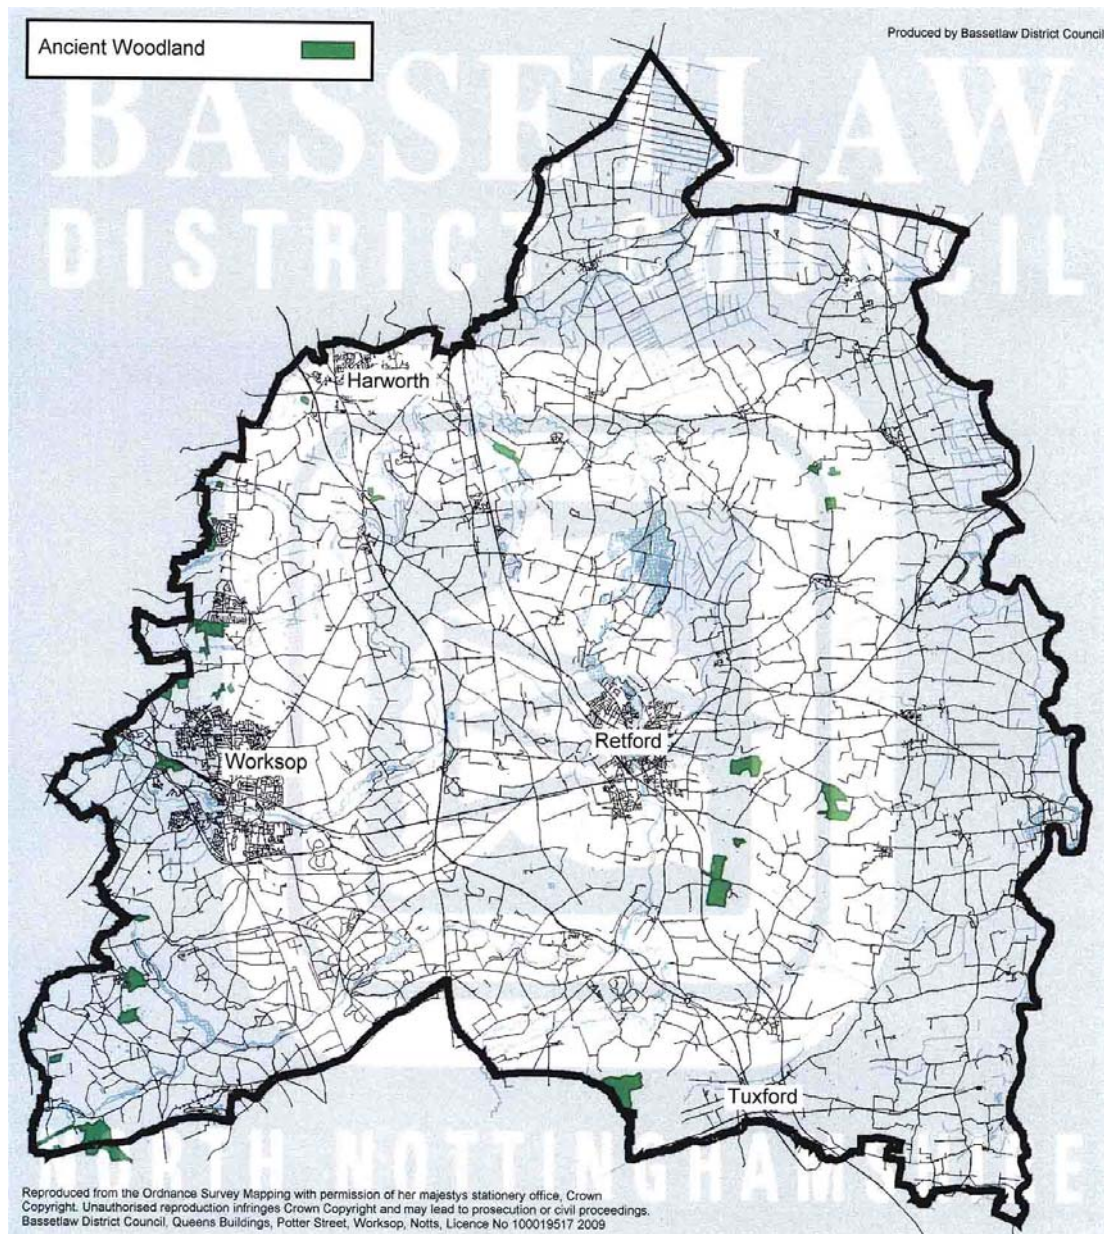 Ancient Woodland
Produced by Bassetlaw District Council
BASSETLAW
DISTRICT COUNCIL
Harworth
Worksop
Retford
Tuxford
NORTH NOTTINGHAMSHIRE
Reproduced from the Ordnance Survey Mapping with permission of her majestys stationery office, Crown
Copyright. Unauthorised reproduction infringes Crown Copyright and may lead to prosecution or civil proceedings.
Bassetlaw District Council, Queens Buildings, Potter Street, Worksop, Notts, Licence No 100019517 2009